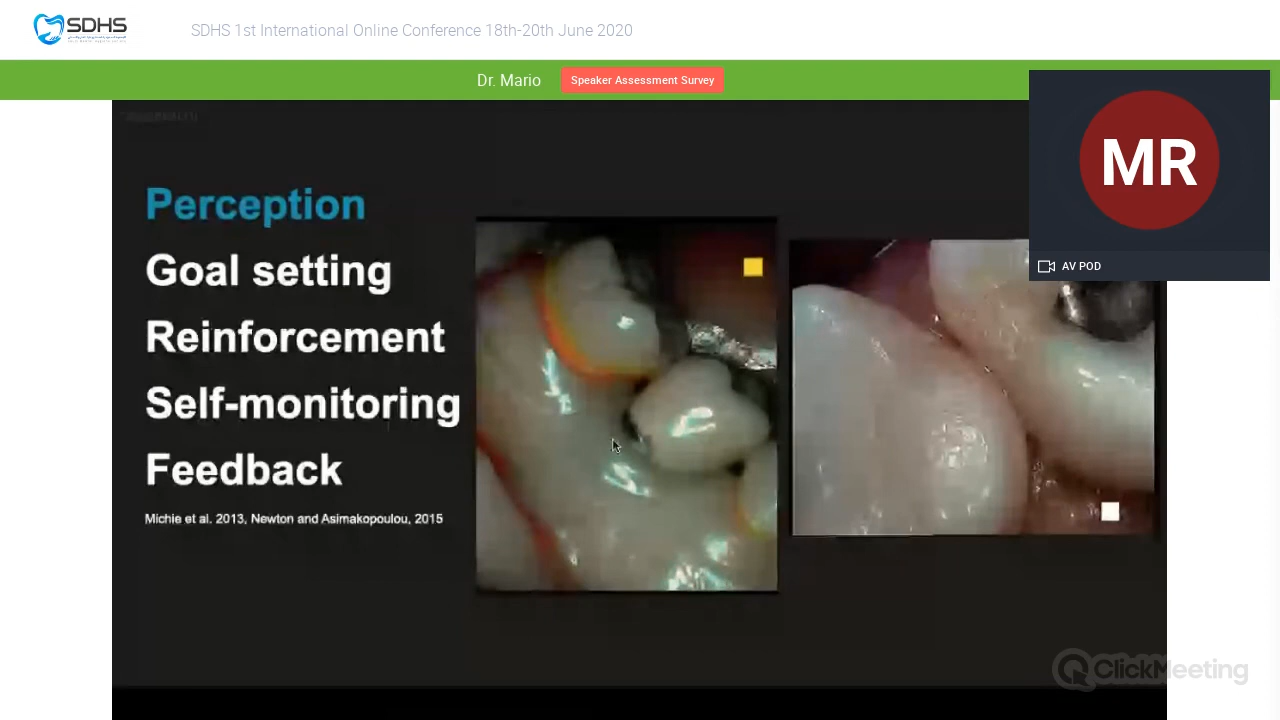 SDHS
SDHS 1st International Online Conference 18th-20th June 2020
Dr. Mario
Speaker Assessment Survey
MR
AV POD
Perception
Goal setting
Reinforcement
Self-monitoring
Feedback
Michie et al. 2013, Newton and Asimakopoulou, 2015
ClickMeeting